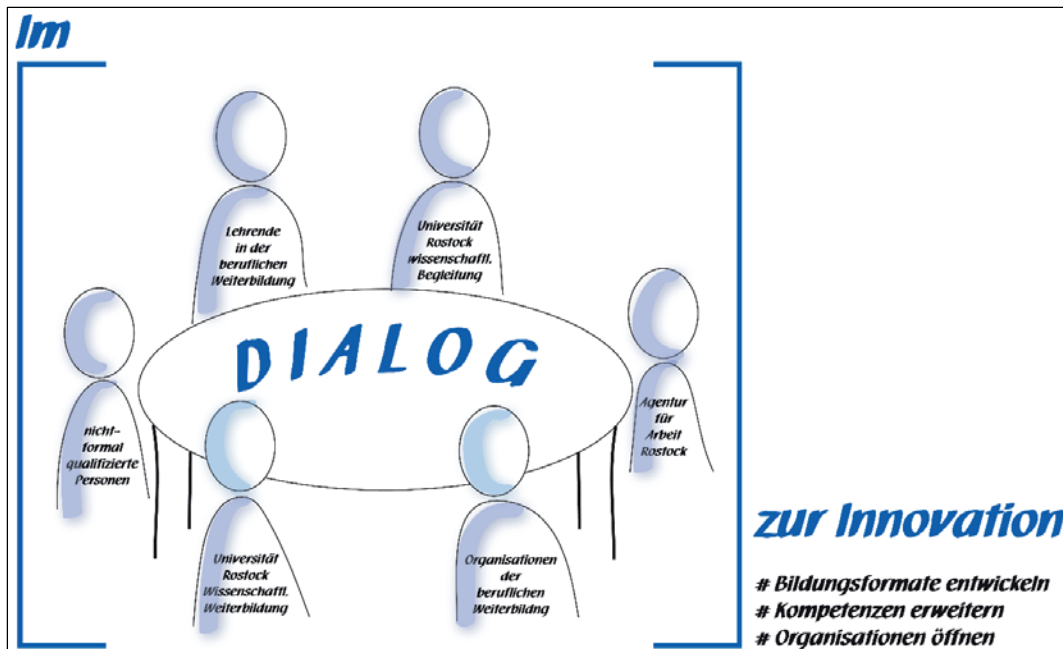 Im
Lehrende
in der
beruflichen
Weiterbildung
Universität
Rostock
wissenschaftl.
Begleitung
DIALOG
nicht-
formal
qualifizierte
Personen
Agentur
für
Arbeit
Rostock
Universität
Rostock
Wissenschaftl.
Weiterbildung
Organisationen
der
beruflichen
Weiterbildng
zur Innovation
# Bildungsformate entwickeln
# Kompetenzen erweitern
# Organisationen öffnen